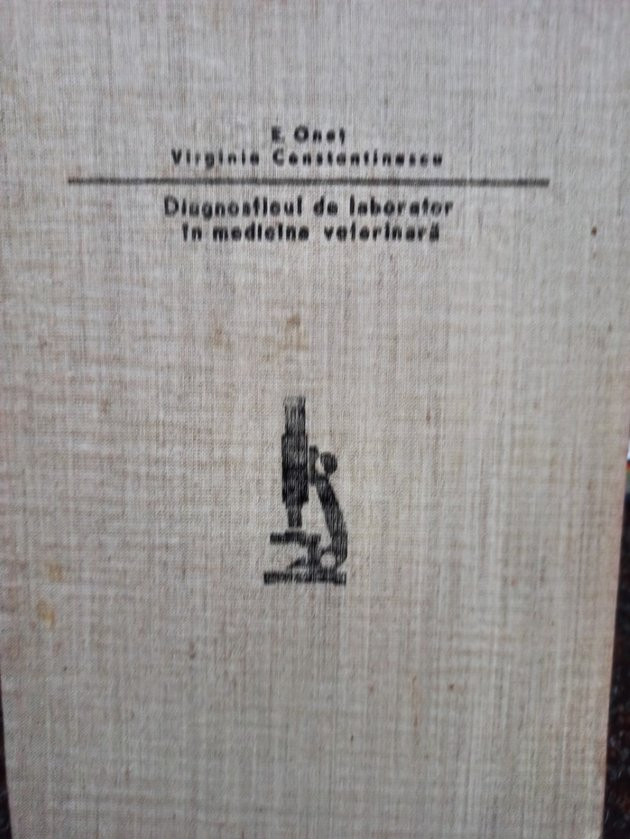 E. Oneț
Virginia Constantinescu
Diagnosticul de laborator
în medicina veterinară